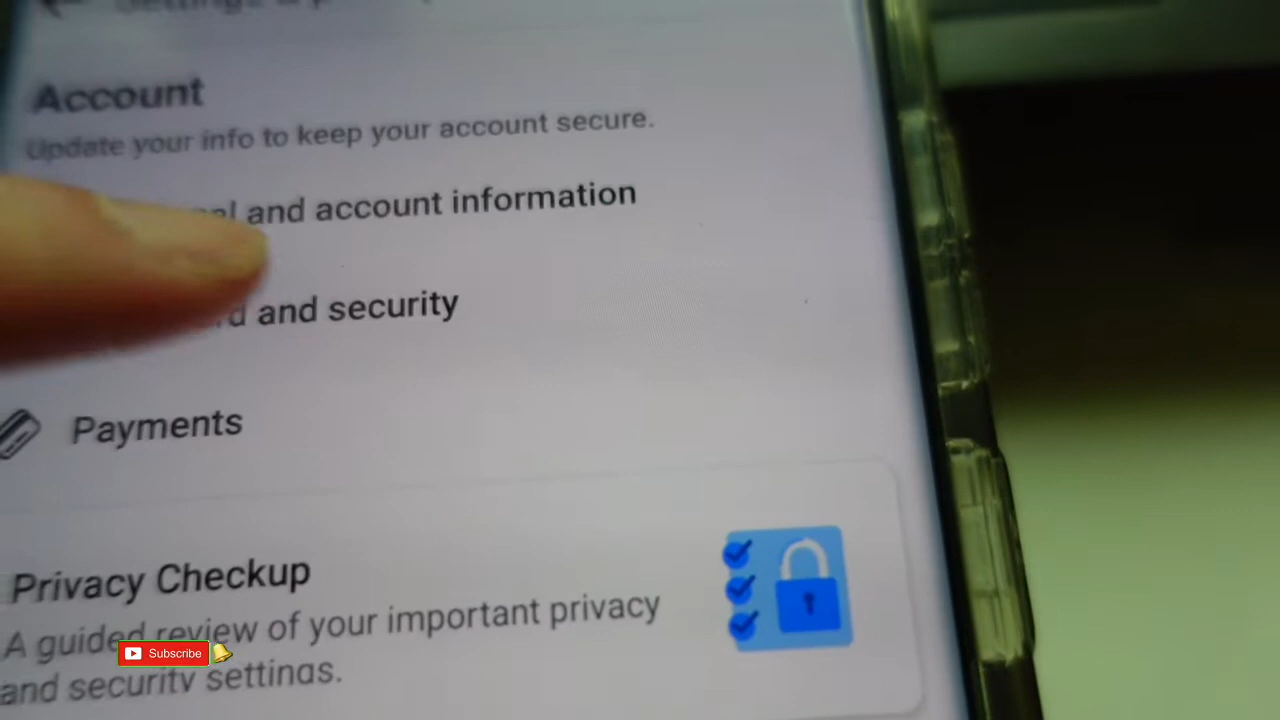 Settings &
Account
Update your info to keep your account secure.
and account information
and security
Payments
Privacy Checkup
A guided review of your important privacy
and security settings.
Subscribe